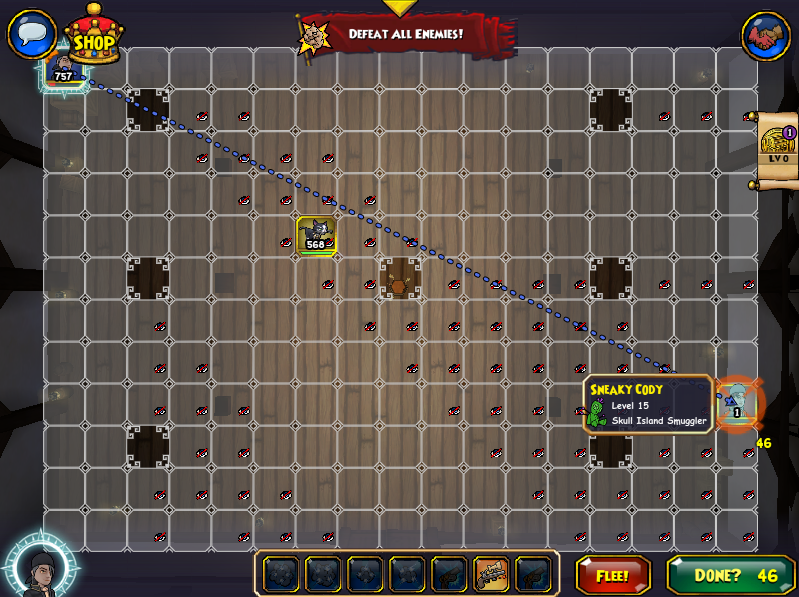 SHOP
DEFEAT ALL ENEMIES!
757
1
LV 0
568
SNEAKY CODY
Level 15
Skull Island Smuggler
1
46
FLEE!
DONE? 46